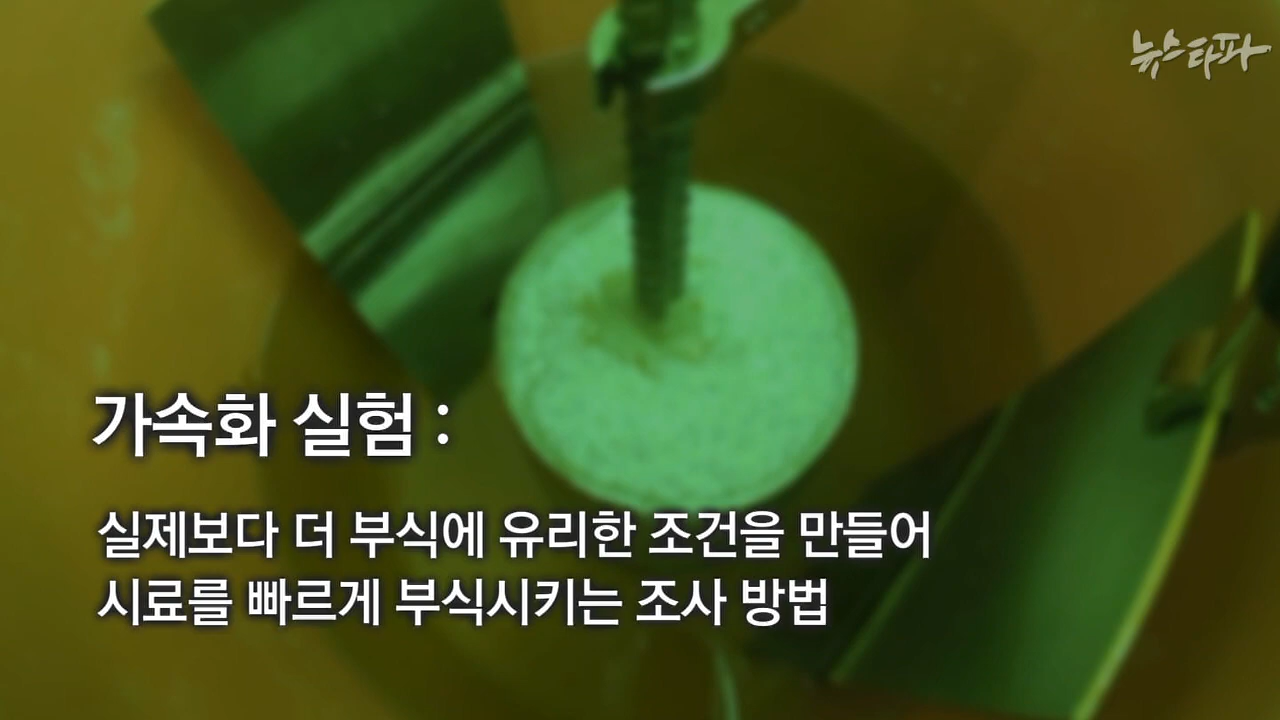 뉴스타파
가속화 실험 :
실제보다 더 부식에 유리한 조건을 만들어
시료를 빠르게 부식시키는 조사 방법